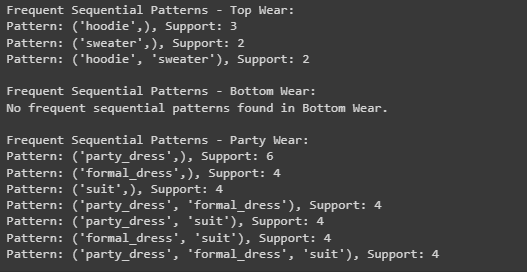 Frequent Sequential Patterns - Top Wear:
Pattern: ('hoodie',), Support: 3
Pattern: ('sweater',), Support: 2
Pattern: ('hoodie', 'sweater'), Support: 2
Frequent Sequential Patterns - Bottom Wear:
No frequent sequential patterns found in Bottom Wear.
Frequent Sequential Patterns - Party Wear:
Pattern: ('party_dress',), Support: 6
Pattern: ('formal_dress',), Support: 4
Pattern: ('suit',), Support: 4
Pattern: ('party_dress', 'formal_dress'), Support: 4
Pattern: ('party_dress', 'suit'), Support: 4
Pattern: ('formal_dress', 'suit'), Support: 4
Pattern: ('party_dress', 'formal_dress', 'suit'), Support: 4